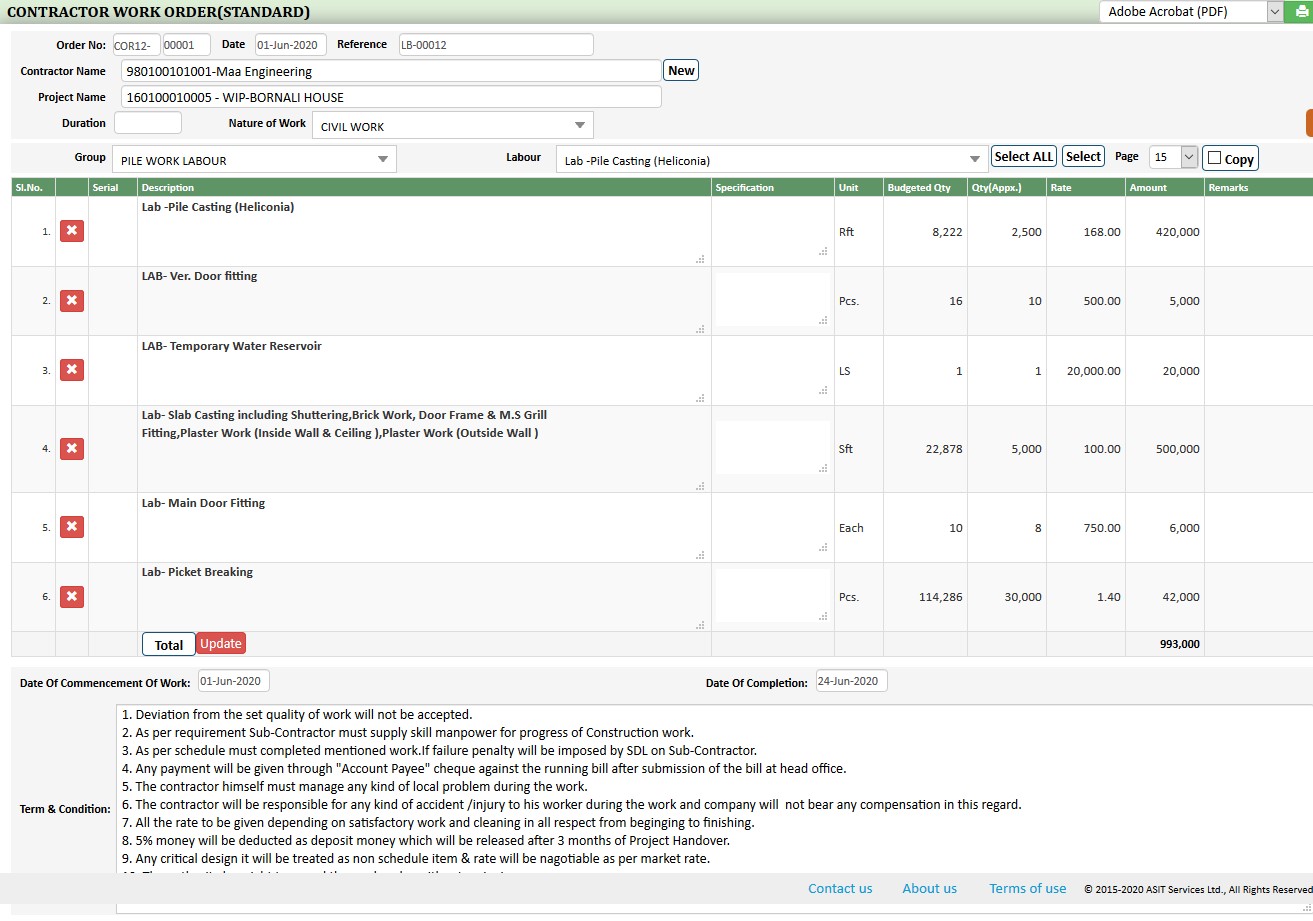 CONTRACTOR WORK ORDER(STANDARD) Adobe Acrobat (PDF)
Order No: COR12- 00001 Date 01-Jun-2020 Reference LB-00012
Contractor Name 980100101001-Maa Engineering New
Project Name 160100010005 - WIP-BORNALI HOUSE
Duration Nature of Work CIVIL WORK
Group PILE WORK LABOUR Labour Lab -Pile Casting (Heliconia) Select ALL Select Page 15 Copy
Sl.No. Serial Description Specification Unit Budgeted Qty Qty(Appx.) Rate Amount Remarks
1. Lab -Pile Casting (Heliconia) Rft 8,222 2,500 168.00 420,000
2. LAB- Ver. Door fitting Pcs. 16 10 500.00 5,000
3. LAB- Temporary Water Reservoir LS 1 1 20,000.00 20,000
4. Lab- Slab Casting including Shuttering,Brick Work, Door Frame & M.S Grill
Fitting,Plaster Work (Inside Wall & Ceiling ),Plaster Work (Outside Wall ) Sft 22,878 5,000 100.00 500,000
5. Lab- Main Door Fitting Each 10 8 750.00 6,000
6. Lab- Picket Breaking Pcs. 114,286 30,000 1.40 42,000
Total Update 993,000
Date Of Commencement Of Work: 01-Jun-2020 Date Of Completion: 24-Jun-2020
Term & Condition:
1. Deviation from the set quality of work will not be accepted.
2. As per requirement Sub-Contractor must supply skill manpower for progress of Construction work.
3. As per schedule must completed mentioned work.If failure penalty will be imposed by SDL on Sub-Contractor.
4. Any payment will be given through "Account Payee" cheque against the running bill after submission of the bill at head office.
5. The contractor himself must manage any kind of local problem during the work.
6. The contractor will be responsible for any kind of accident /injury to his worker during the work and company will  not bear any compensation in this regard.
7. All the rate to be given depending on satisfactory work and cleaning in all respect from beginging to finishing.
8. 5% money will be deducted as deposit money which will be released after 3 months of Project Handover.
9. Any critical design it will be treated as non schedule item & rate will be nagotiable as per market rate.
Contact us About us Terms of use © 2015-2020 ASIT Services Ltd., All Rights Reserved